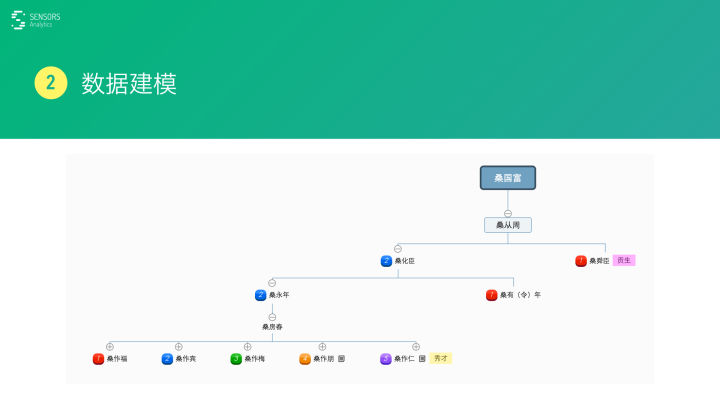 SENSORS
Analytics
2 数据建模
桑国富
桑从周
2 桑化臣
1 桑舜臣 贡生
2 桑永年
1 桑有（令）年
桑房春
1 桑作福
2 桑作宾
3 桑作梅
4 桑作朋
5 桑作仁 秀才